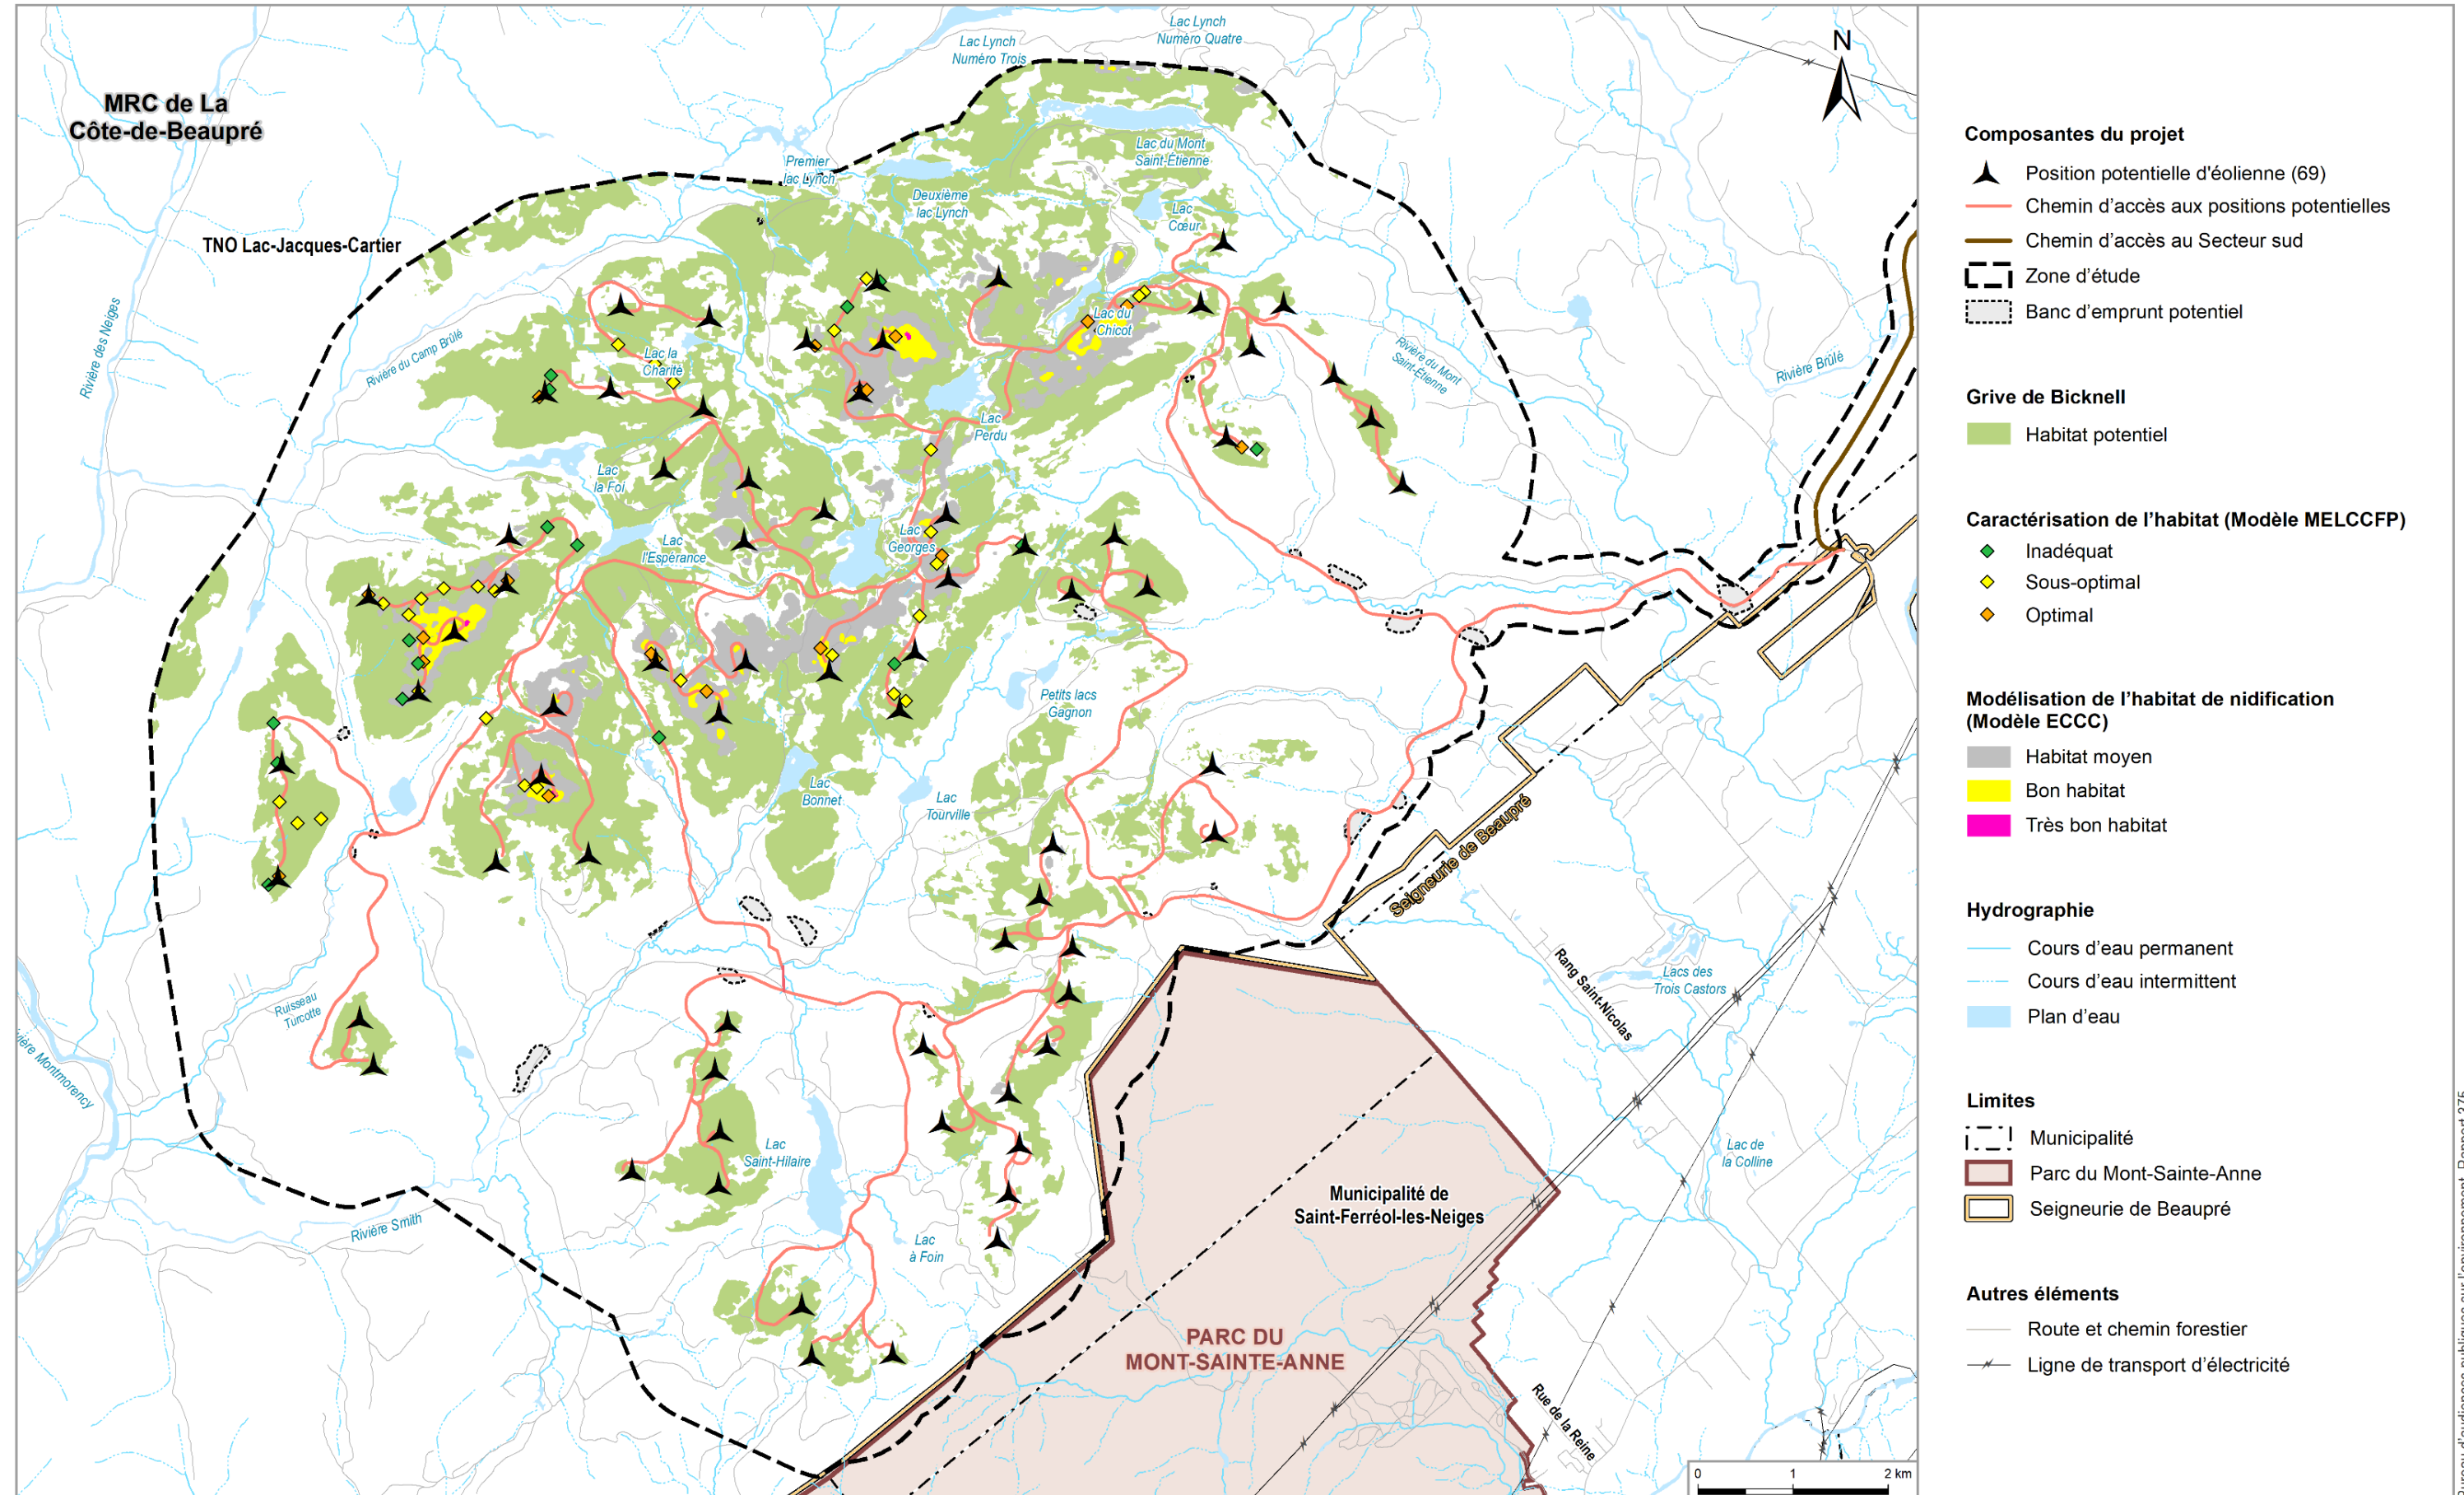 Lac Lynch
Numéro Quatre
Lac Lynch
Numéro Trois
N
MRC de La
Côte-de-Beaupré
Premier
lac Lynch
Lac du Mont
Saint-Étienne
Deuxième
lac Lynch
Lac
Cœur
TNO Lac-Jacques-Cartier
Rivière des Neiges
Rivière du Camp Brûlé
Lac la
Charité
Lac du
Chicot
Rivière du Mont
Saint-Étienne
Rivière Brûlé
Lac
Perdu
Lac
la Foi
Lac
l'Espérance
Lac
Georges
Petits lacs
Gagnon
Lac
Bonnet
Lac
Tourville
Seigneurie de Beaupré
Rang Saint-Nicolas
Lacs des
Trois Castors
Ruisseau
Turcotte
Rivière Montmorency
Lac
Saint-Hilaire
Lac de
la Colline
Rivière Smith
Lac
à Foin
Municipalité de
Saint-Ferréol-les-Neiges
PARC DU
MONT-SAINTE-ANNE
Rue de la Reine
0 1 2 km
Composantes du projet
Position potentielle d'éolienne (69)
Chemin d'accès aux positions potentielles
Chemin d'accès au Secteur sud
Zone d'étude
Banc d'emprunt potentiel
Grive de Bicknell
Habitat potentiel
Caractérisation de l'habitat (Modèle MELCCFP)
Inadéquat
Sous-optimal
Optimal
Modélisation de l'habitat de nidification
(Modèle ECCC)
Habitat moyen
Bon habitat
Très bon habitat
Hydrographie
Cours d'eau permanent
Cours d'eau intermittent
Plan d'eau
Limites
Municipalité
Parc du Mont-Sainte-Anne
Seigneurie de Beaupré
Autres éléments
Route et chemin forestier
Ligne de transport d'électricité